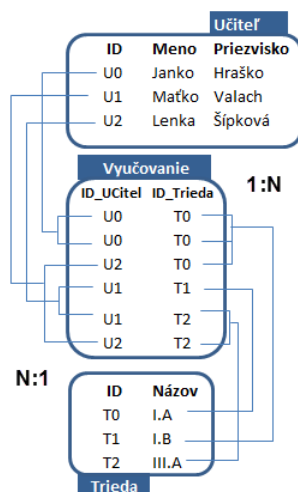 Učiteľ
ID Meno Priezvisko
U0 Janko Hraško
U1 Maťko Valach
U2 Lenka Šípková
Vyučovanie
1:N
ID_UCitel ID_Trieda
U0 T0
U0 T0
U2 T0
U1 T1
U1 T2
U2 T2
N:1
ID Názov
T0 I.A
T1 I.B
T2 III.A
Trieda